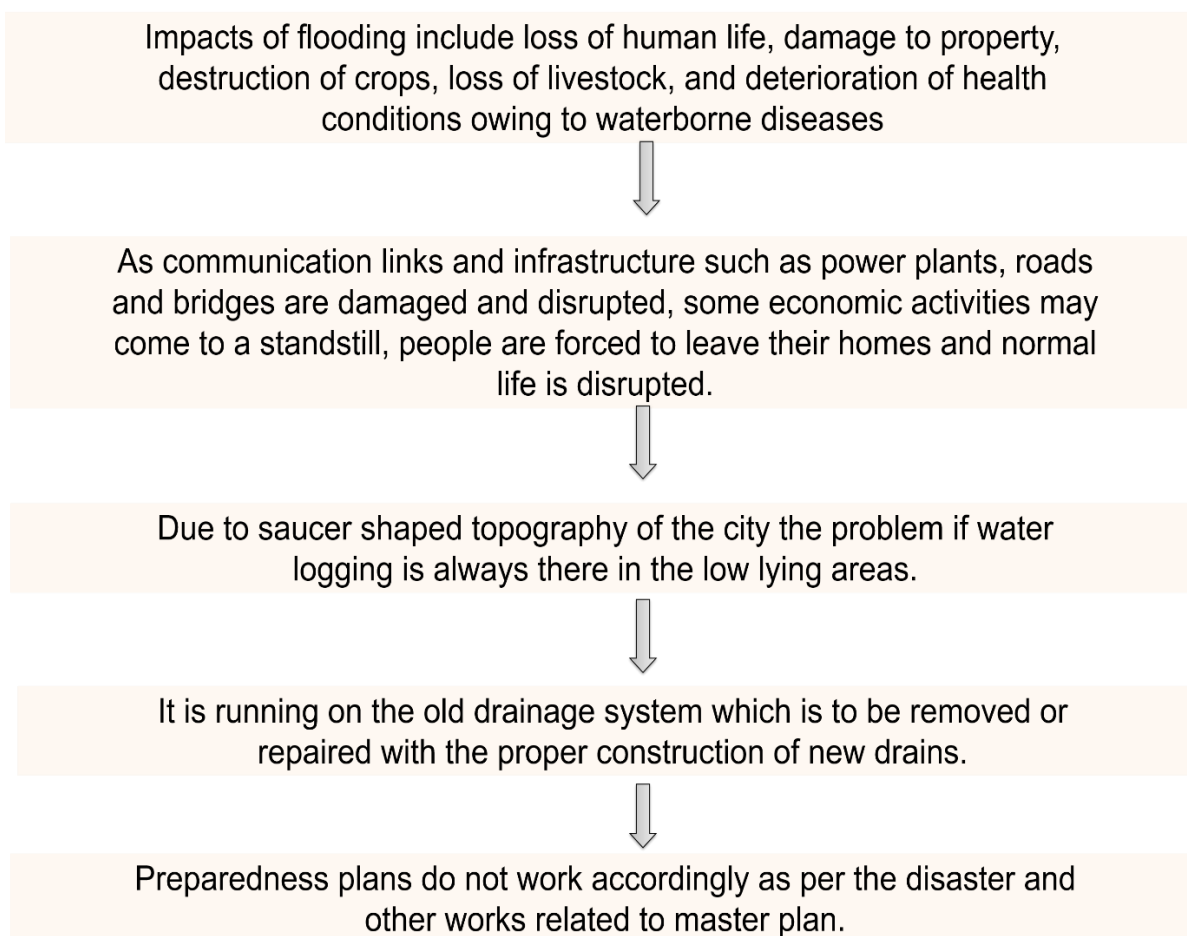 Impacts of flooding include loss of human life, damage to property,
destruction of crops, loss of livestock, and deterioration of health
conditions owing to waterborne diseases
As communication links and infrastructure such as power plants, roads
and bridges are damaged and disrupted, some economic activities may
come to a standstill, people are forced to leave their homes and normal
life is disrupted.
Due to saucer shaped topography of the city the problem if water
logging is always there in the low lying areas.
It is running on the old drainage system which is to be removed or
repaired with the proper construction of new drains.
Preparedness plans do not work accordingly as per the disaster and
other works related to master plan.